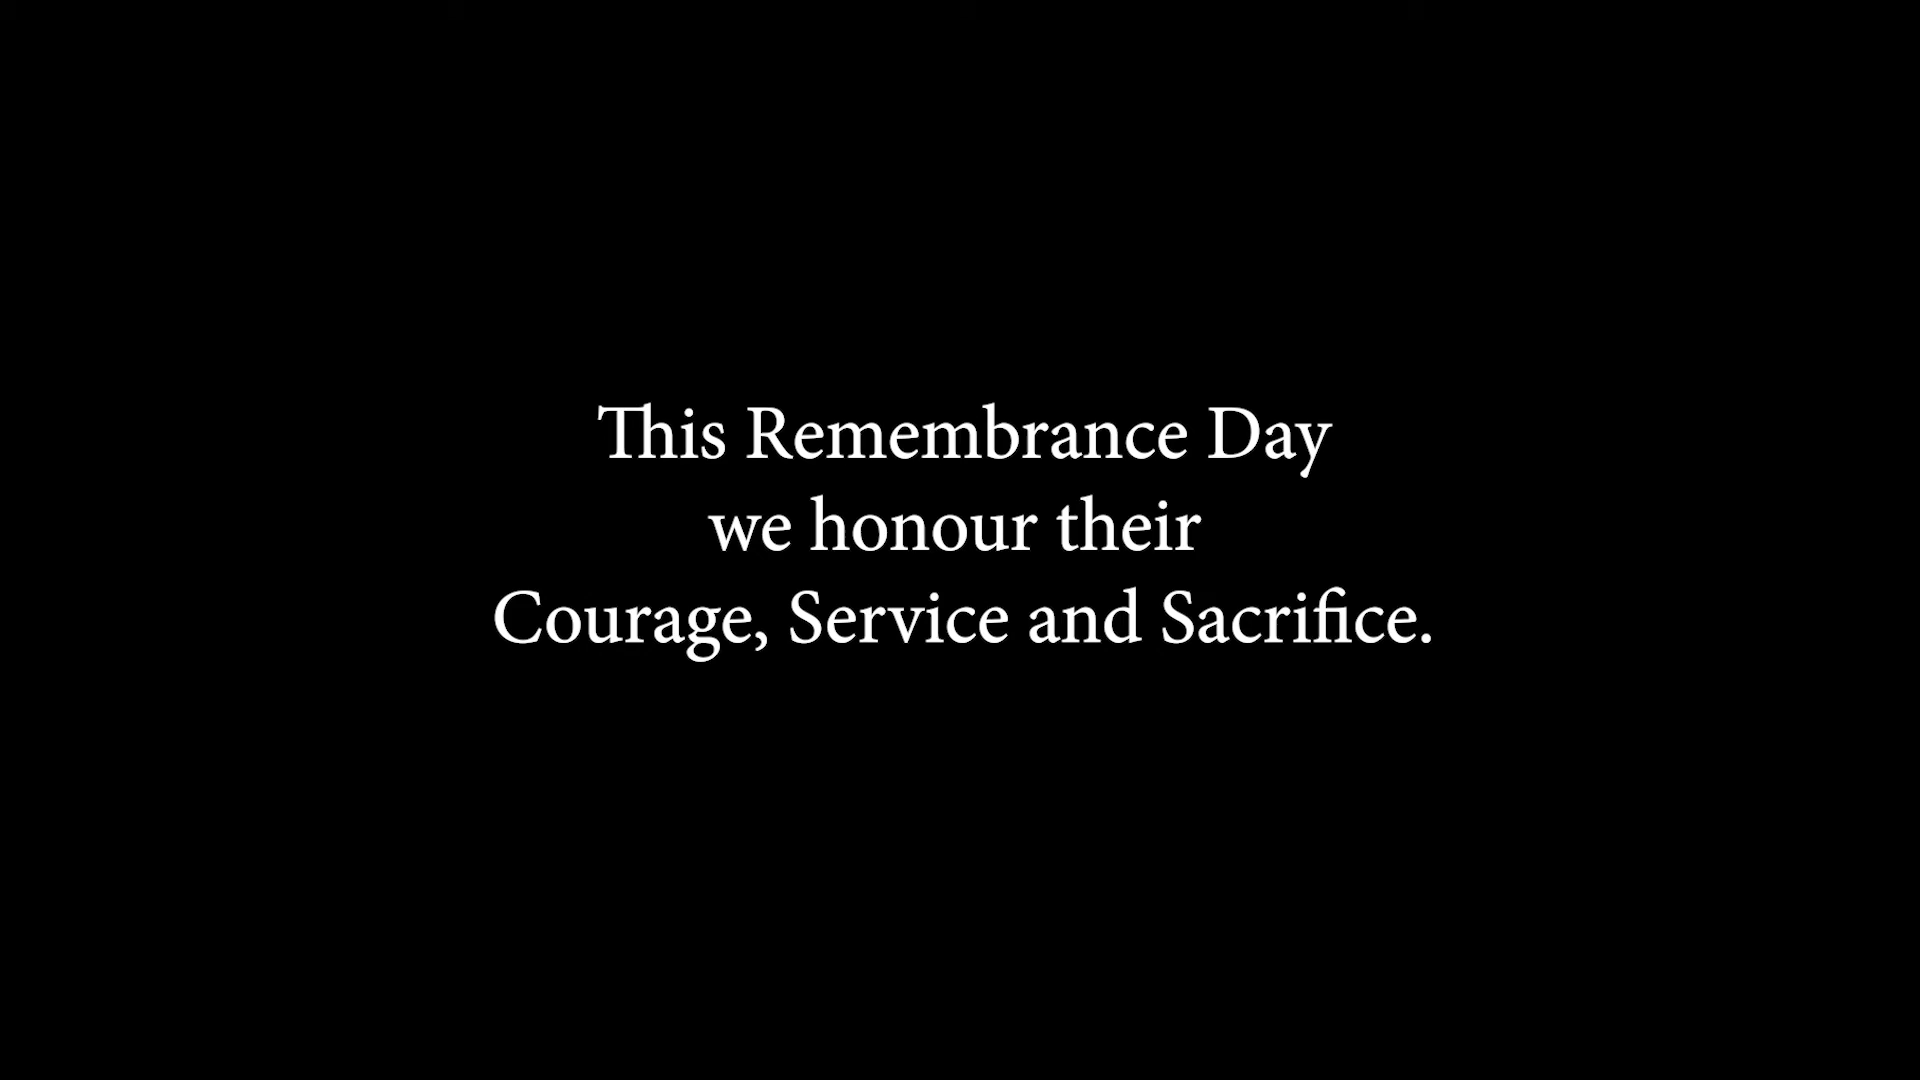 This Remembrance Day
we honour their
Courage, Service and Sacrifice.